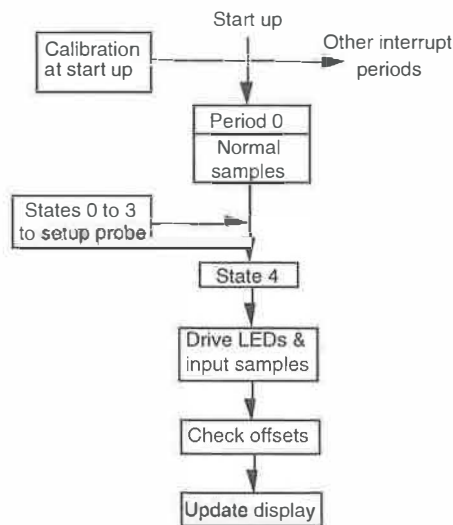 Start up
Calibration
at start up
Other interrupt
periods
Period 0
Normal
samples
States 0 to 3
to setup probe
State 4
Drive LEDs &
input samples
Check offsets
Update display